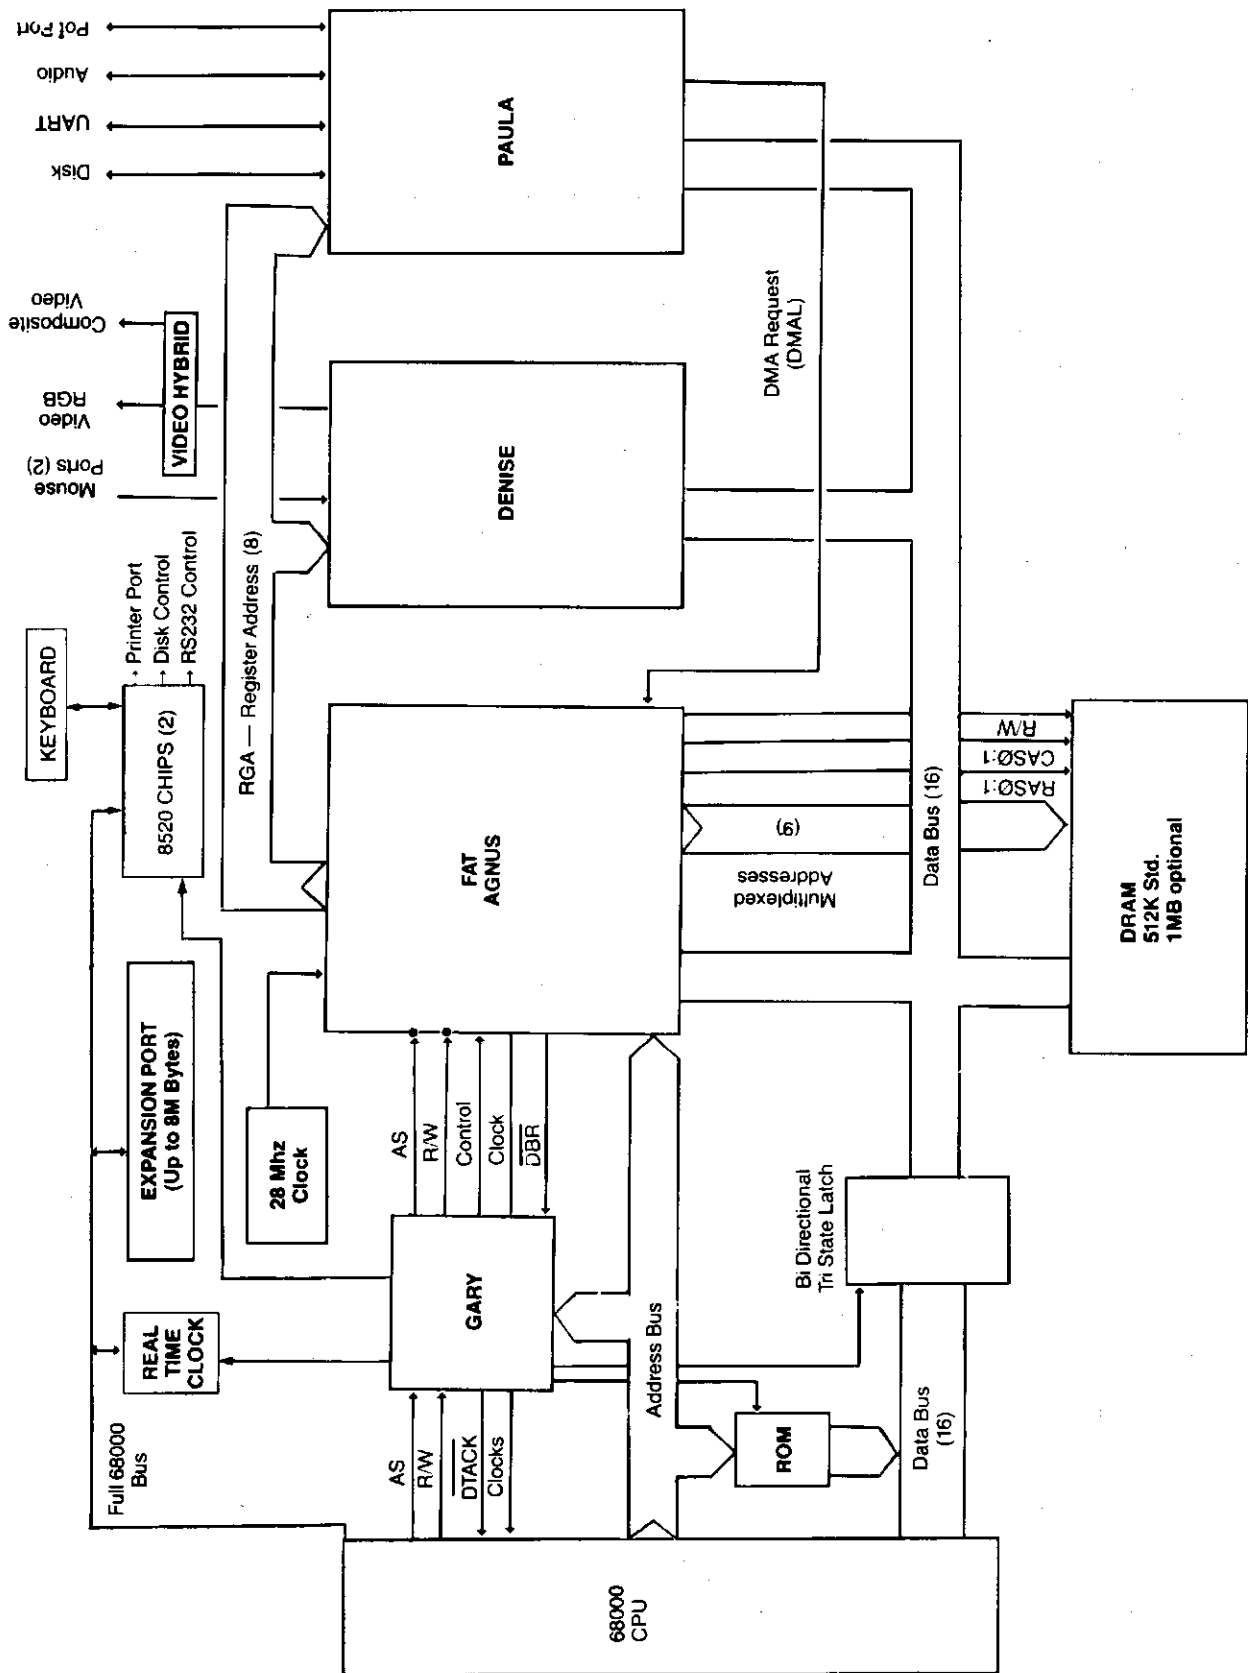 Pot Port
Audio
UART
Disk
Composite
Video
Video
RGB
Mouse
Ports (2)
VIDEO HYBRID
PAULA
DENISE
DMA Request
(DMAL)
KEYBOARD
8520 CHIPS (2)
Printer Port
Disk Control
RS232 Control
RGA — Register Address (8)
EXPANSION PORT
(Up to 8M Bytes)
28 Mhz
Clock
REAL
TIME
CLOCK
Full 68000
Bus
FAT
AGNUS
AS
R/W
Control
Clock
DBR
GARY
AS
R/W
DTACK
Clocks
68000
CPU
Address Bus
ROM
Data Bus
(16)
Bi Directional
Tri State Latch
Multiplexed
Addresses
(9)
Data Bus (16)
RASØ:1
CASØ:1
R/W
DRAM
512K Std.
1MB optional